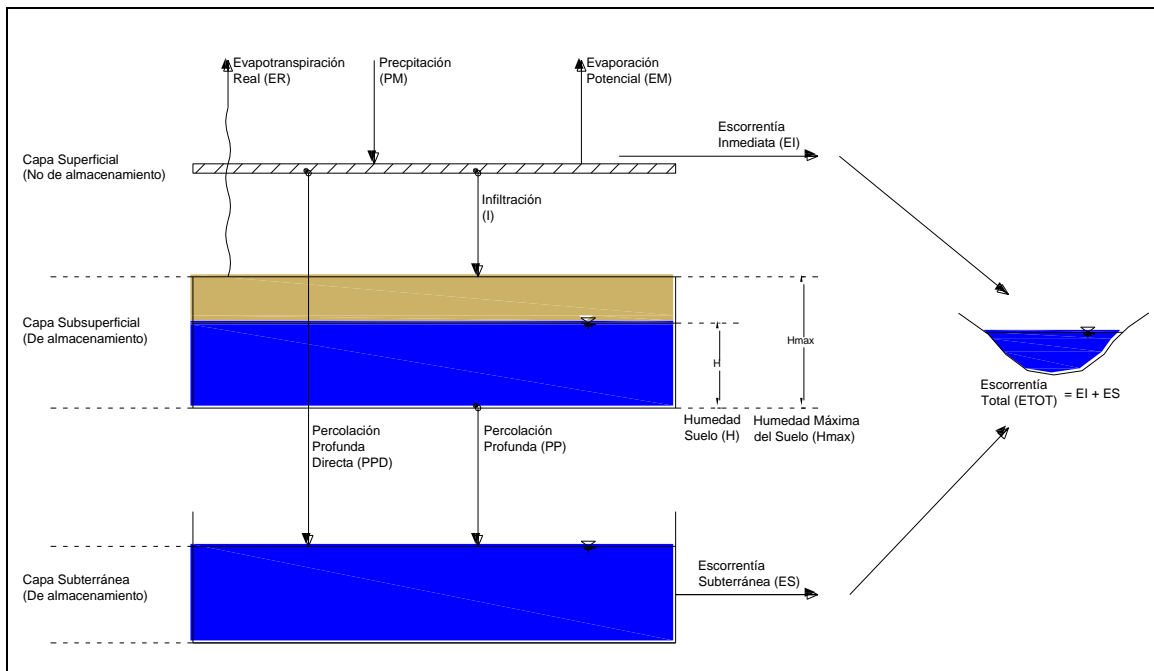 Evapotranspiración
Real (ER)
Precpitación
(PM)
Evaporación
Potencial (EM)
Escorrentía
Inmediata (EI)
Capa Superficial
(No de almacenamiento)
Infiltración
(I)
Capa Subsuperficial
(De almacenamiento)
Hmax
H
Escorrentía
Total (ETOT) = EI + ES
Humedad
Suelo (H)
Humedad Máxima
del Suelo (Hmax)
Percolación
Profunda
Directa (PPD)
Percolación
Profunda (PP)
Capa Subterránea
(De almacenamiento)
Escorrentía
Subterránea (ES)